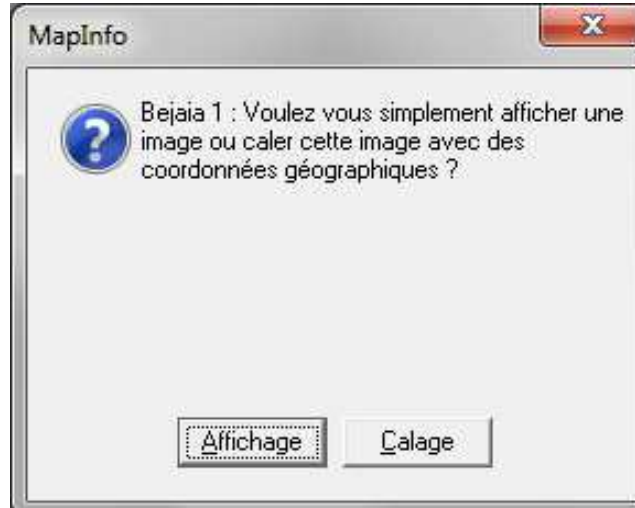 MapInfo
Bejaia 1 : Voulez vous simplement afficher une
image ou caler cette image avec des
coordonnées géographiques ?
Affichage Calage